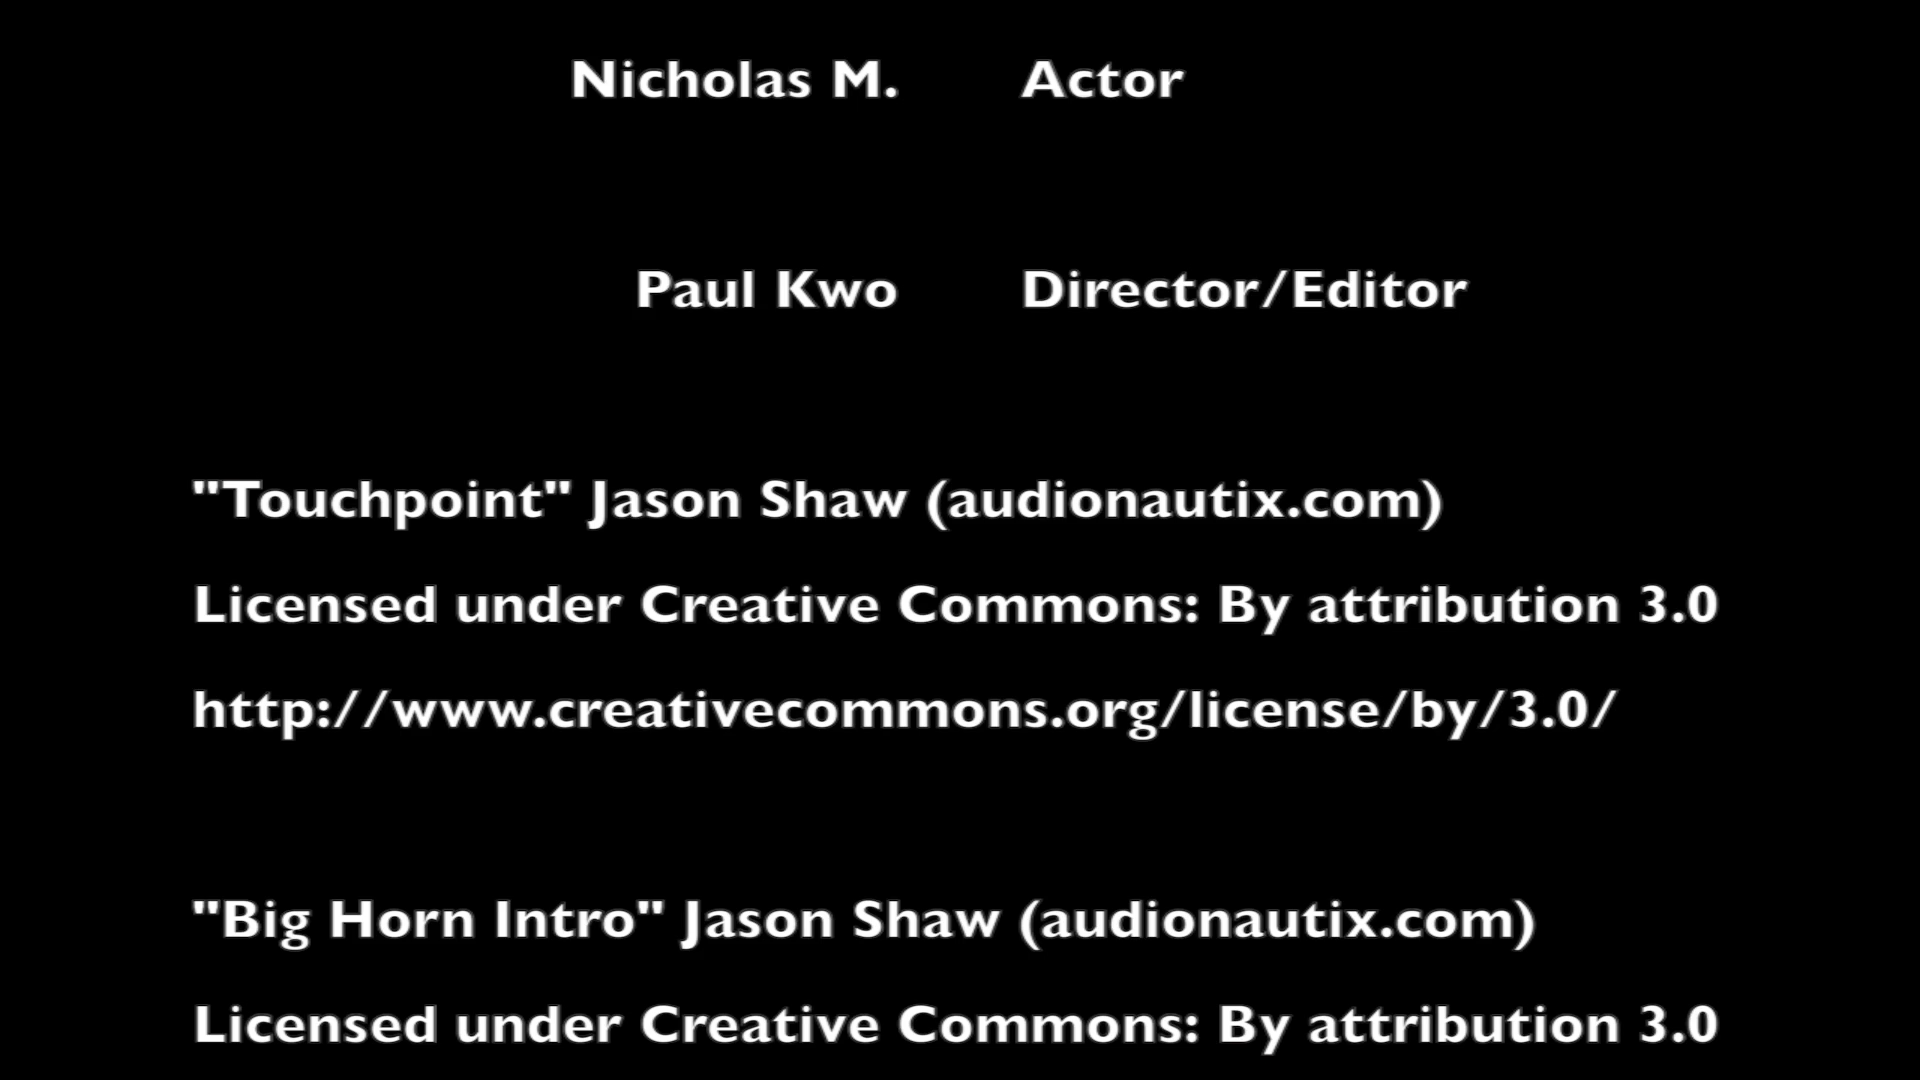 Nicholas M. Actor
Paul Kwo Director/Editor
"Touchpoint" Jason Shaw (audionautix.com)
Licensed under Creative Commons: By attribution 3.0
http://www.creativecommons.org/license/by/3.0/
"Big Horn Intro" Jason Shaw (audionautix.com)
Licensed under Creative Commons: By attribution 3.0